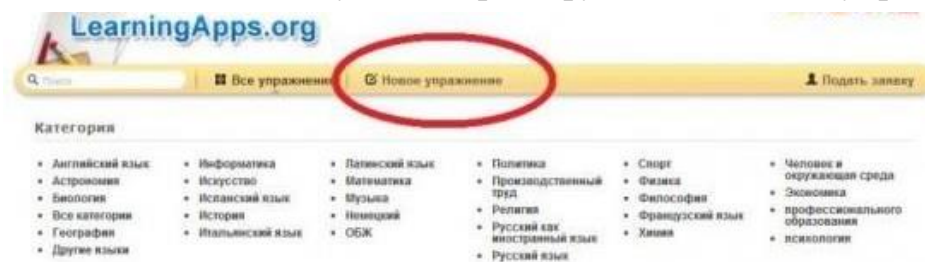 LearningApps.org
Поиск
Все упражнения
Новое упражнение
Подать заявку
Категория
Английский язык
Астрономия
Биология
Все категории
География
Другие языки
Информатика
Искусство
Испанский язык
История
Итальянский язык
Латинский язык
Математика
Музыка
Немецкий
ОБЖ
Политика
Производственный
труд
Религия
Русский как
иностранный язык
Русский язык
Спорт
Физика
Философия
Французский язык
Химия
Человек и
окружающая среда
Экономика
профессионального
образования
психология